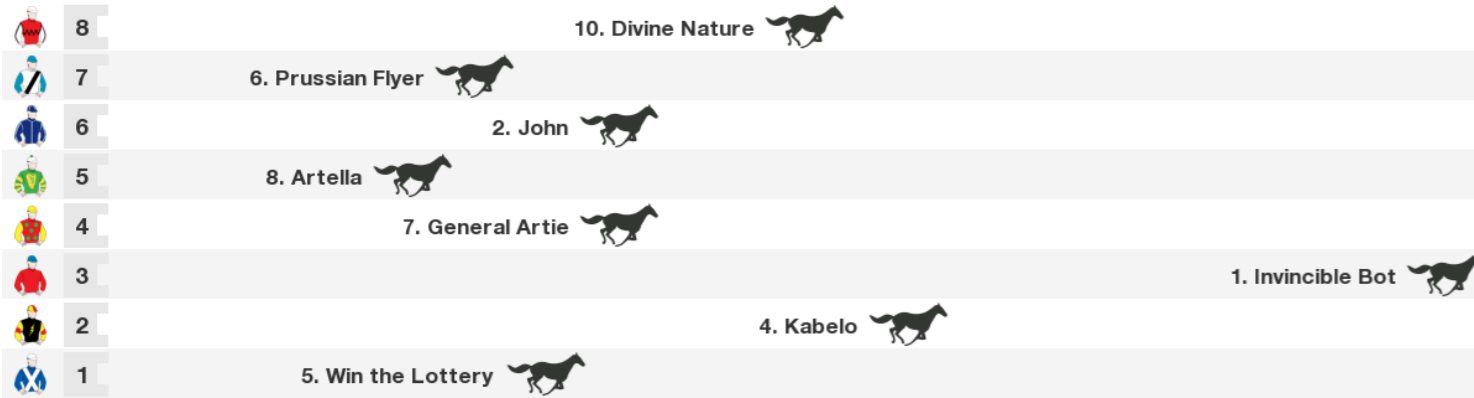 8 10. Divine Nature
7 6. Prussian Flyer
6 2. John
5 8. Artella
4 7. General Artie
3 1. Invincible Bot
2 4. Kabelo
1 5. Win the Lottery